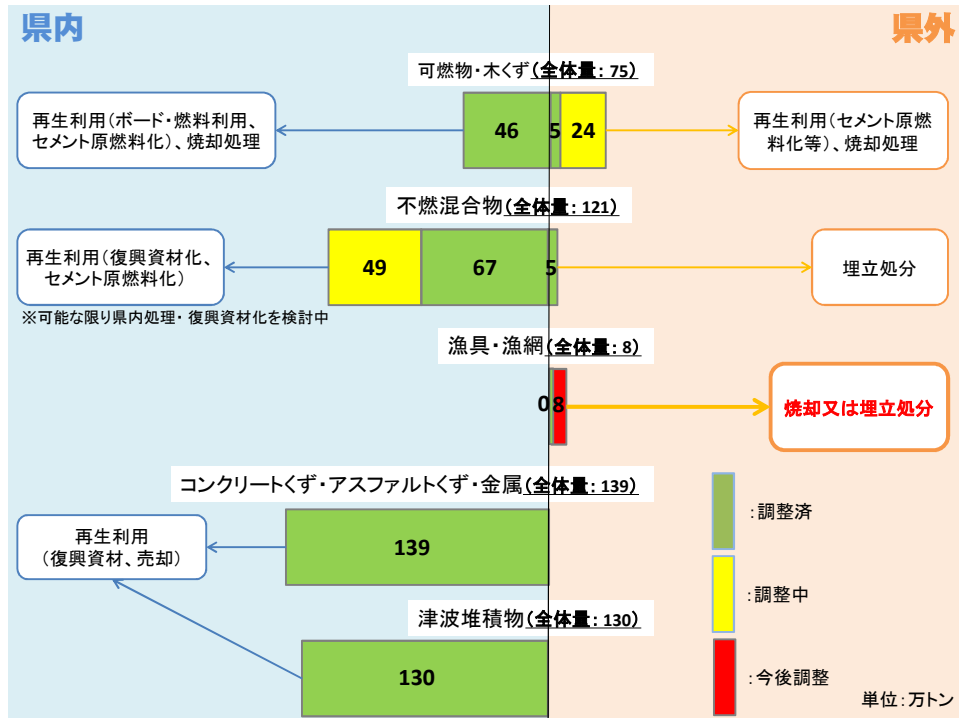 県内
県外
可燃物・木くず(全体量：75)
再生利用(ボード・燃料利用、
セメント原燃料化)、焼却処理
46
5
24
再生利用(セメント原燃
料化等)、焼却処理
不燃混合物(全体量：121)
再生利用(復興資材化、
セメント原燃料化)
49
67
5
埋立処分
※可能な限り県内処理・復興資材化を検討中
漁具・漁網(全体量：8)
0
8
焼却又は埋立処分
コンクリートくず・アスファルトくず・金属(全体量：139)
再生利用
(復興資材、売却)
139
津波堆積物(全体量：130)
130
：調整済
：調整中
：今後調整
単位：万トン